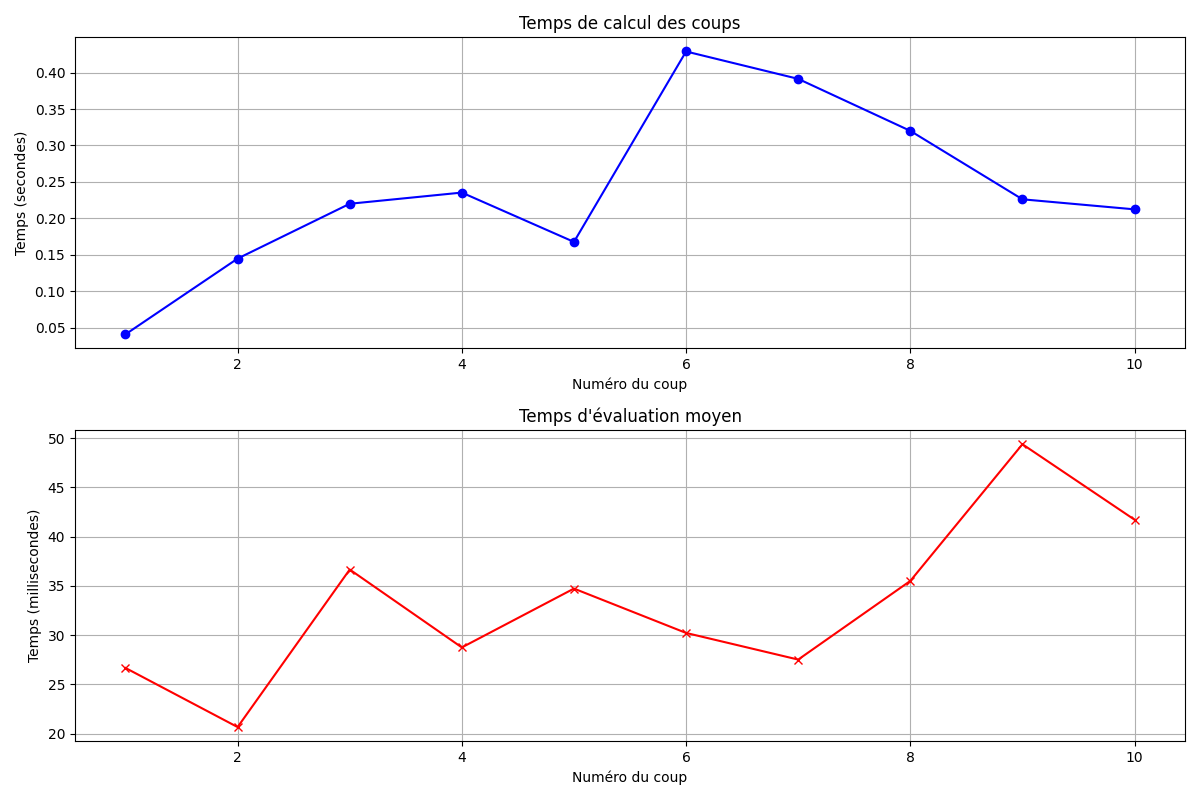 Temps de calcul des coups
Temps (secondes)
0.40
0.35
0.30
0.25
0.20
0.15
0.10
0.05
2 4 6 8 10
Numéro du coup
Temps d'évaluation moyen
Temps (millisecondes)
50
45
40
35
30
25
20
2 4 6 8 10
Numéro du coup